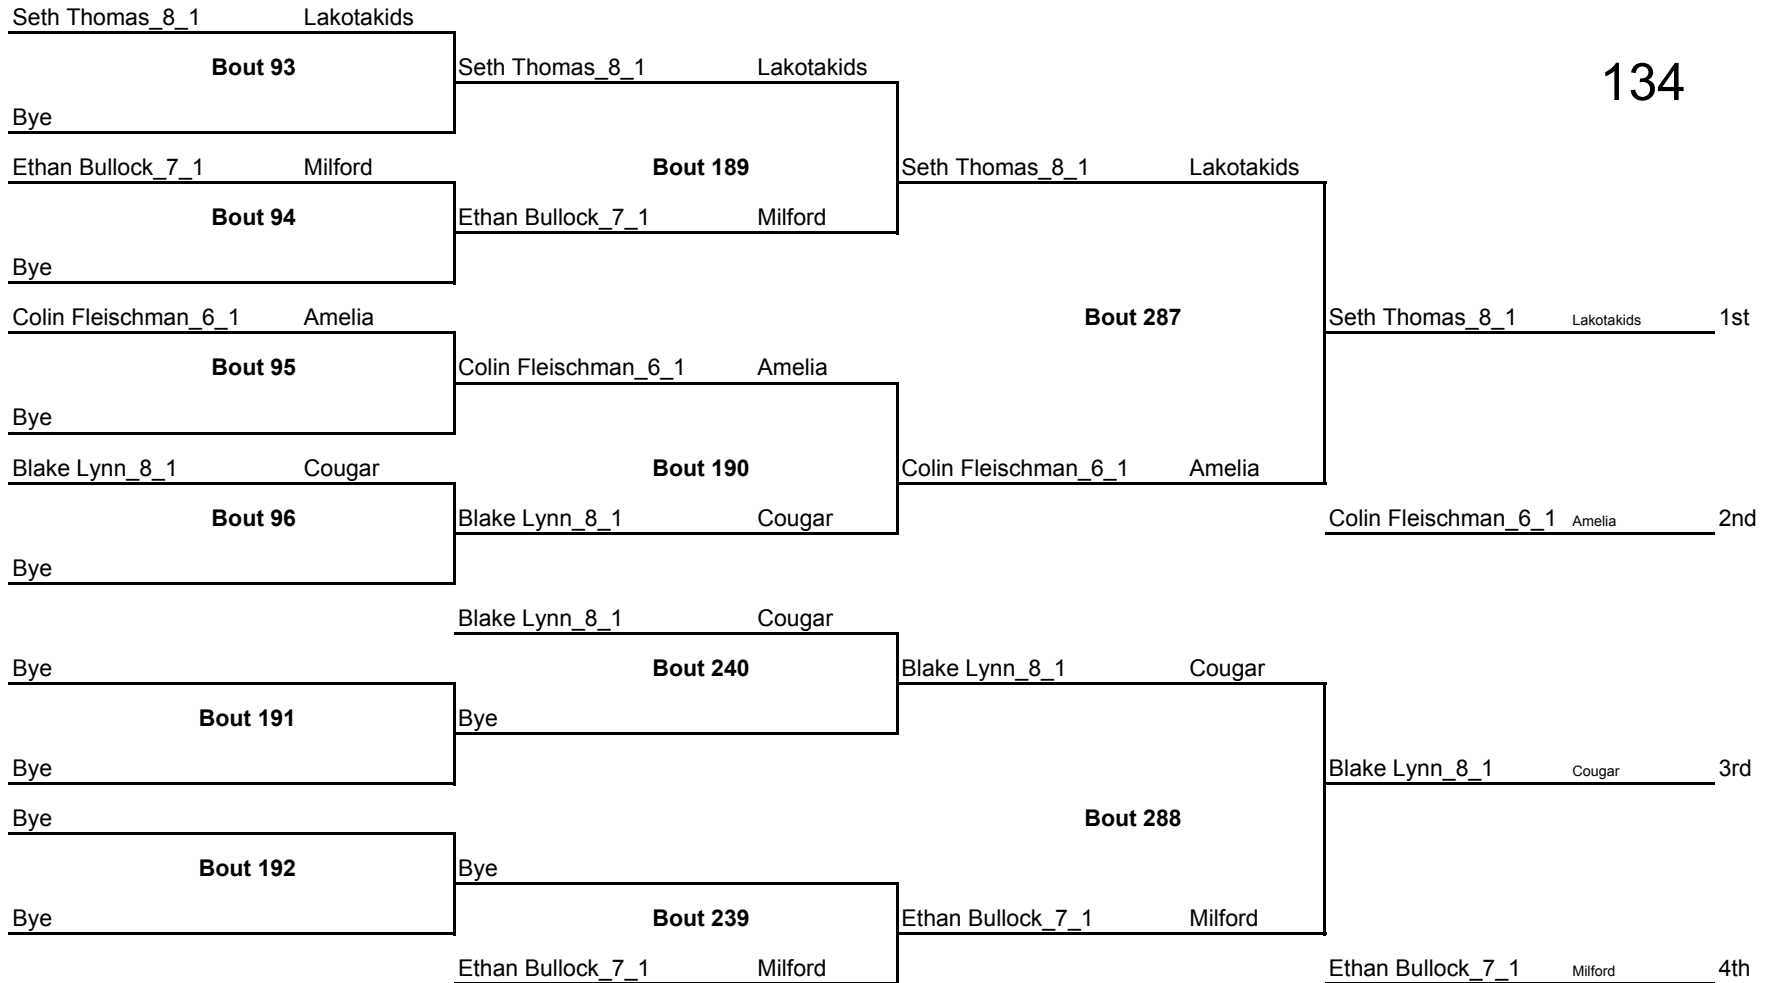 Seth Thomas_8_1 Lakotakids
Bout 93 Seth Thomas_8_1 Lakotakids
134
Bye
Ethan Bullock_7_1 Milford Bout 189 Seth Thomas_8_1 Lakotakids
Bout 94 Ethan Bullock_7_1 Milford
Bye
Colin Fleischman_6_1 Amelia Bout 287 Seth Thomas_8_1 Lakotakids 1st
Bout 95 Colin Fleischman_6_1 Amelia
Bye
Blake Lynn_8_1 Cougar Bout 190 Colin Fleischman_6_1 Amelia
Bout 96 Blake Lynn_8_1 Cougar Colin Fleischman_6_1 Amelia 2nd
Bye
Blake Lynn_8_1 Cougar
Bye Bout 240 Blake Lynn_8_1 Cougar
Bout 191 Bye
Bye Blake Lynn_8_1 Cougar 3rd
Bye Bout 288
Bout 192 Bye
Bye Bout 239 Ethan Bullock_7_1 Milford
Ethan Bullock_7_1 Milford Ethan Bullock_7_1 Milford 4th